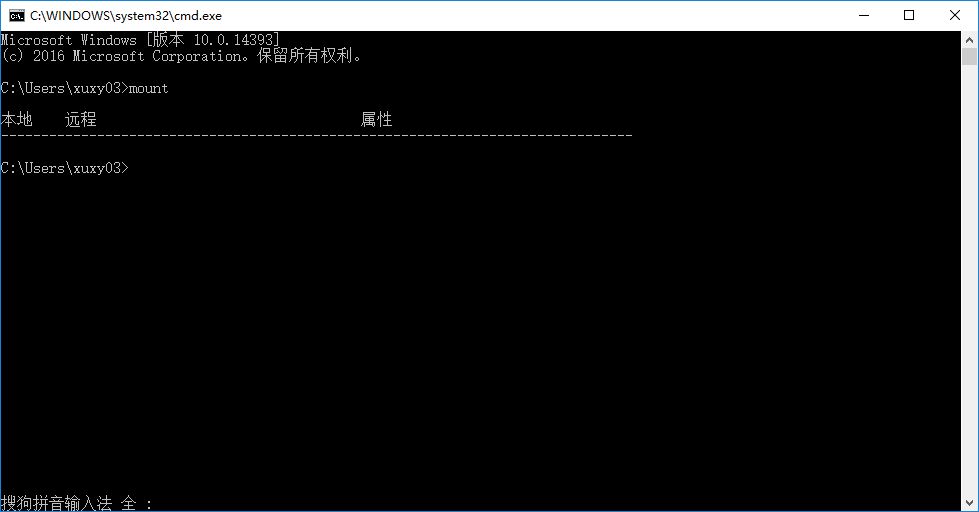 C:\WINDOWS\system32\cmd.exe
Microsoft Windows [版本 10.0.14393]
(c) 2016 Microsoft Corporation。保留所有权利。
C:\Users\xuxy03>mount
本地    远程                                 属性
-------------------------------------------------------------------------------
C:\Users\xuxy03>
搜狗拼音输入法 全 :